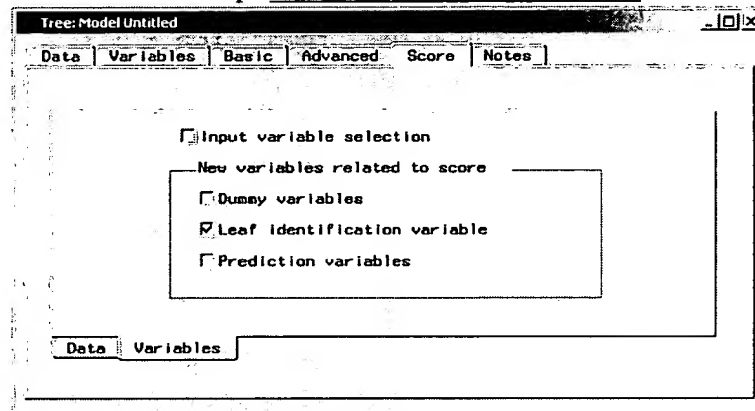 Tree: Model Untitled
Data Variables Basic Advanced Score Notes
Input variable selection
New variables related to score
Dummy variables
Leaf identification variable
Prediction variables
Data Variables